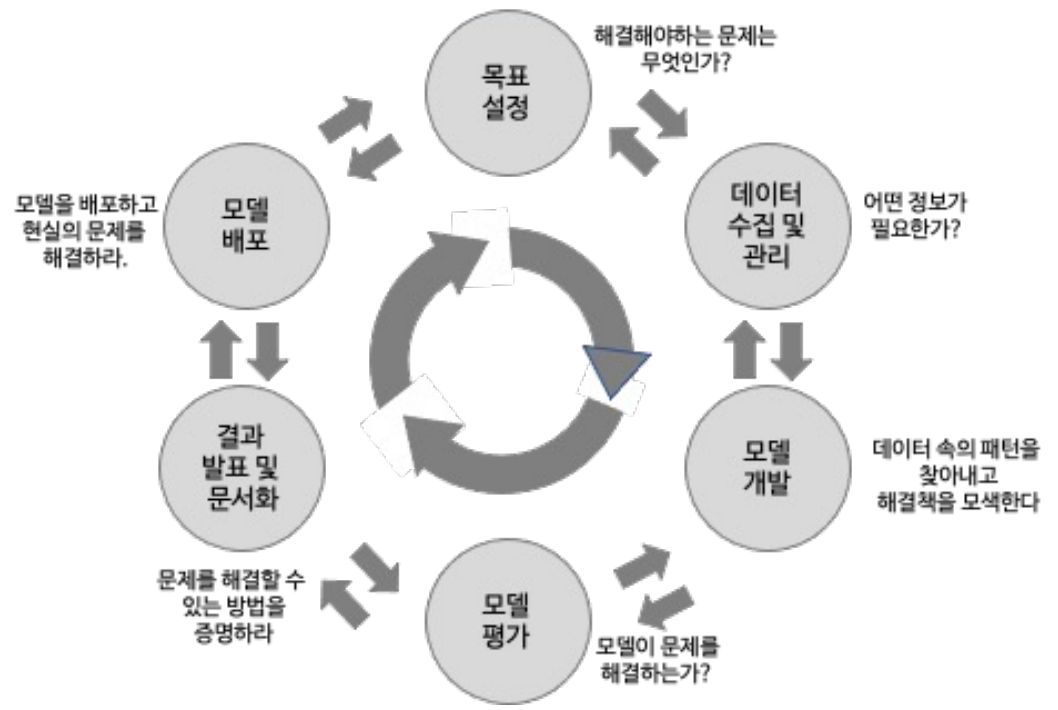 목표
설정
해결해야하는 문제는
무엇인가?
데이터
수집 및
관리
어떤 정보가
필요한가?
모델
개발
데이터 속의 패턴을
찾아내고
해결책을 모색한다
모델
평가
모델이 문제를
해결하는가?
결과
발표 및
문서화
문제를 해결할 수
있는 방법을
증명하라
모델
배포
모델을 배포하고
현실의 문제를
해결하라.